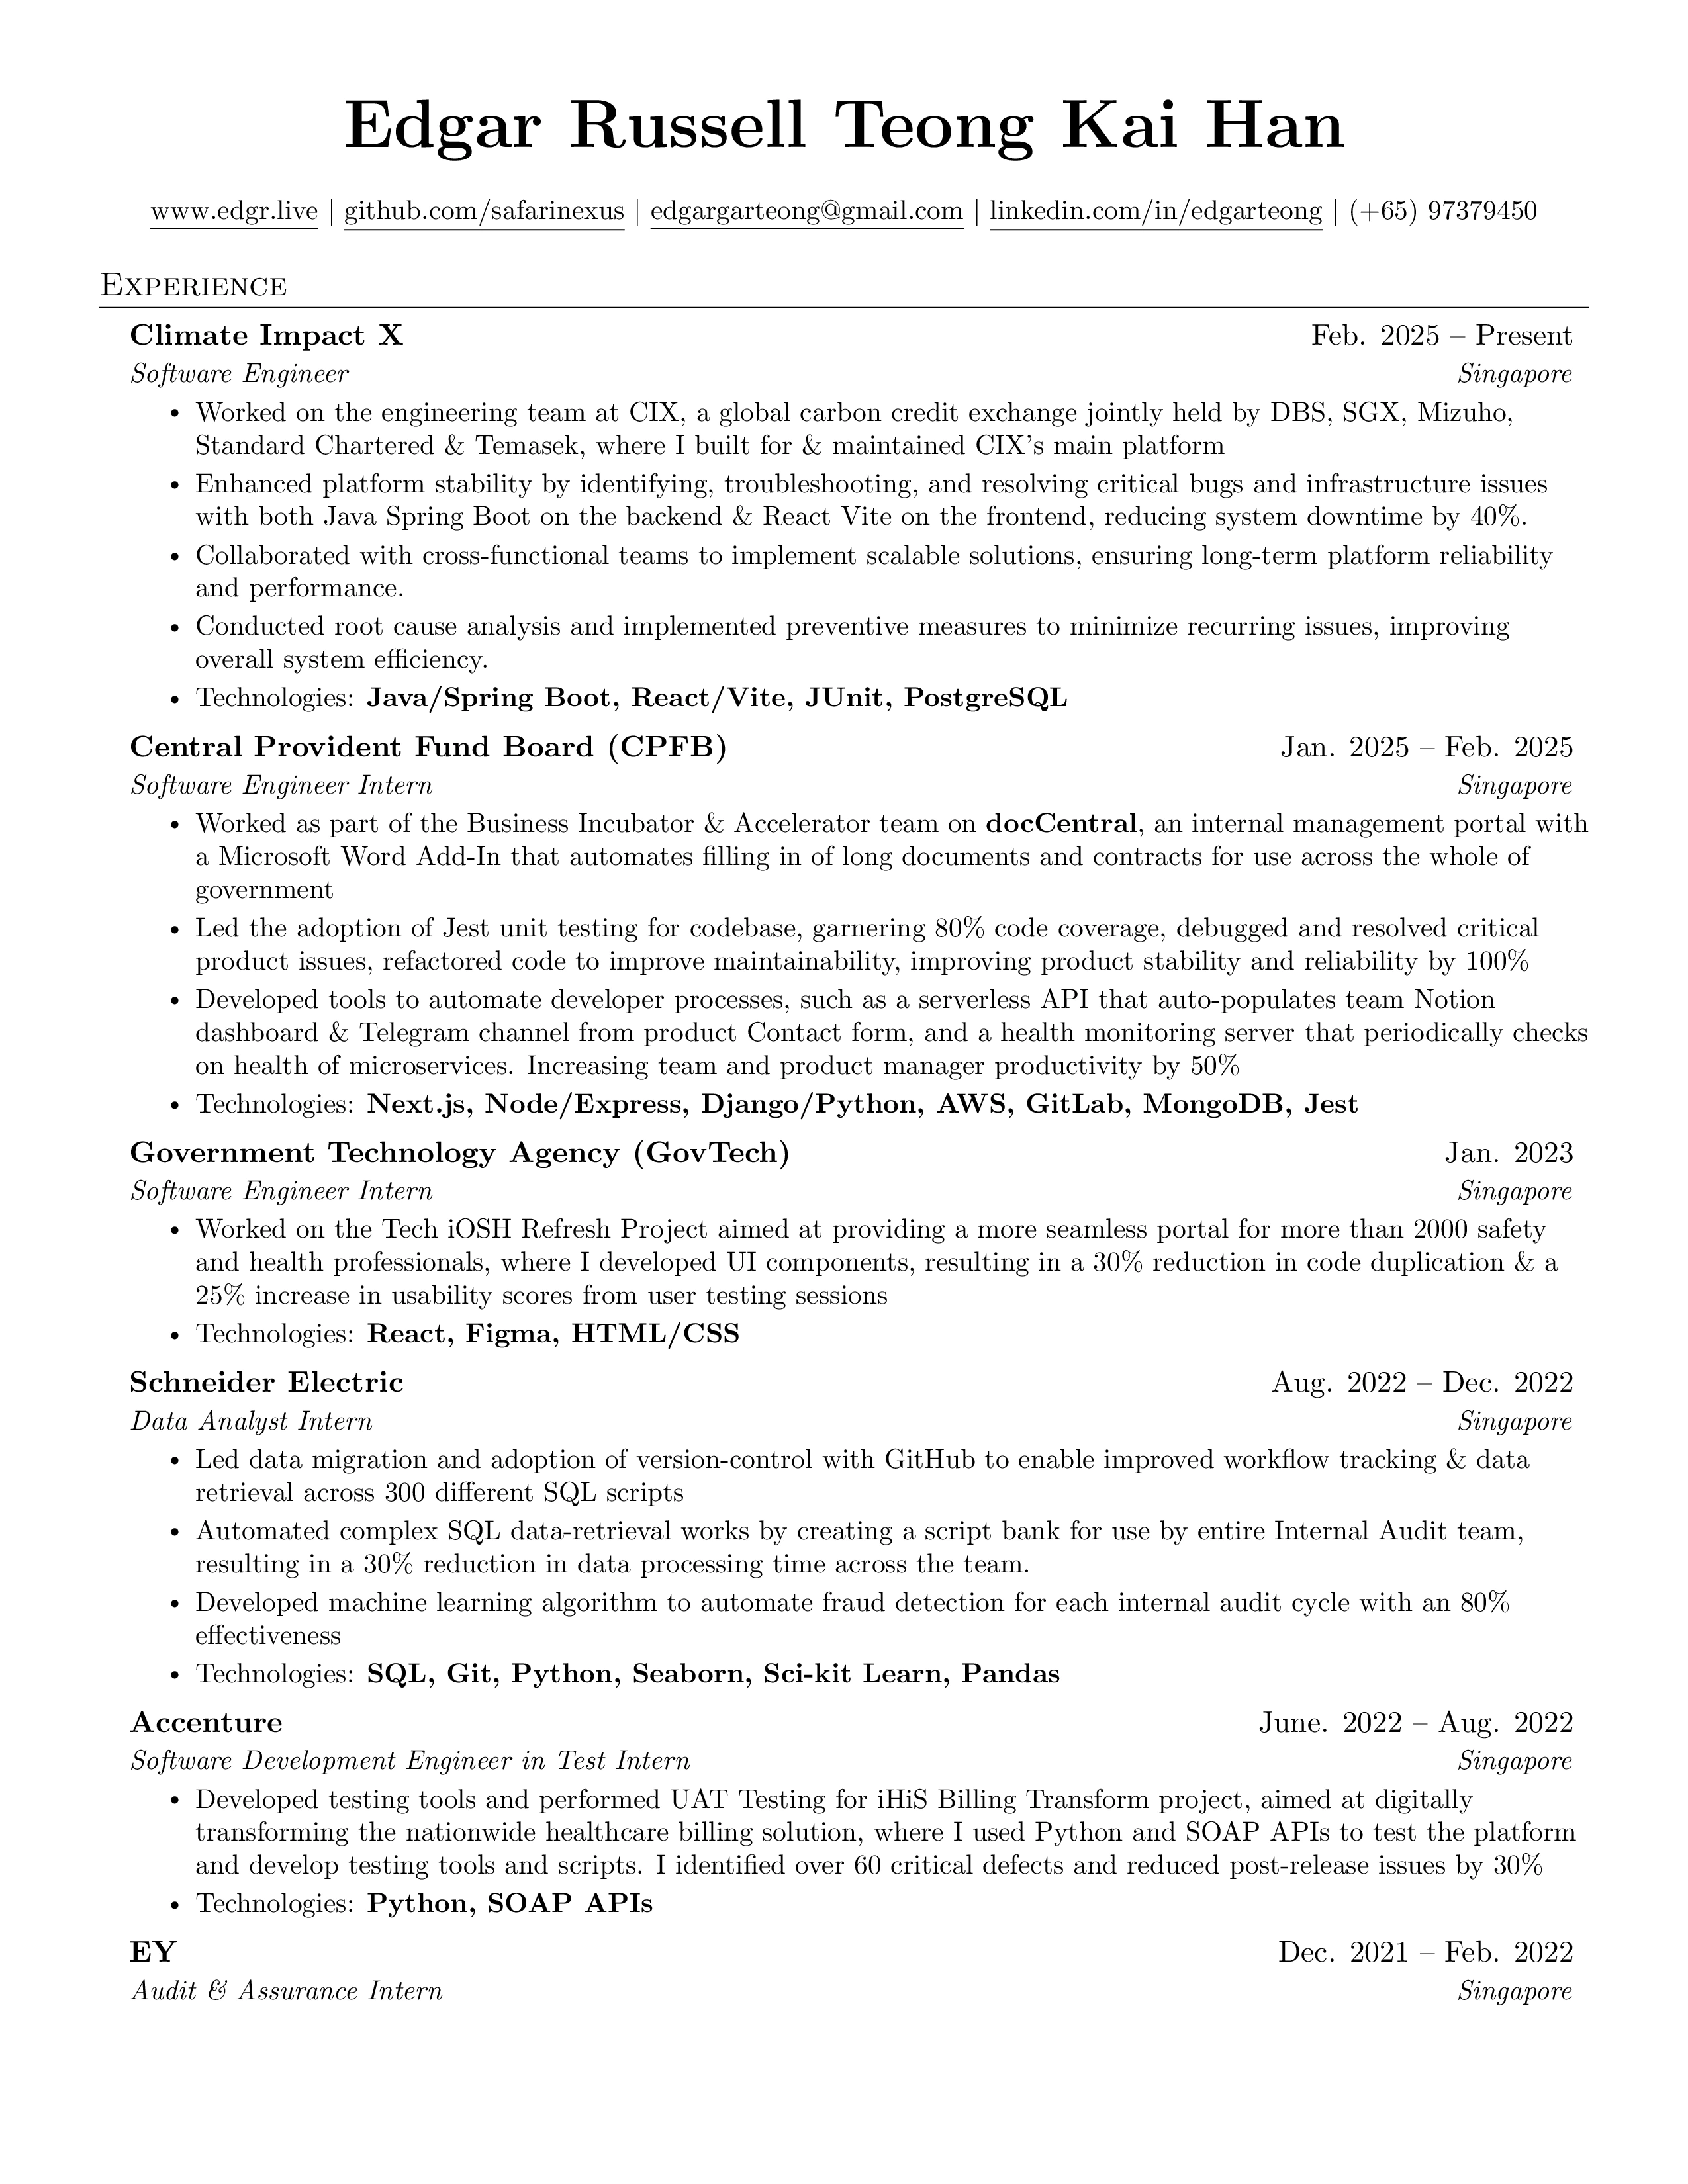 Edgar Russell Teong Kai Han
www.edgr.live | github.com/safarinexus | edgargarteong@gmail.com | linkedin.com/in/edgarteong | (+65) 97379450
Experience
Climate Impact X Feb. 2025 – Present
Software Engineer Singapore
• Worked on the engineering team at CIX, a global carbon credit exchange jointly held by DBS, SGX, Mizuho,
Standard Chartered & Temasek, where I built for & maintained CIX's main platform
• Enhanced platform stability by identifying, troubleshooting, and resolving critical bugs and infrastructure issues
with both Java Spring Boot on the backend & React Vite on the frontend, reducing system downtime by 40%.
• Collaborated with cross-functional teams to implement scalable solutions, ensuring long-term platform reliability
and performance.
• Conducted root cause analysis and implemented preventive measures to minimize recurring issues, improving
overall system efficiency.
• Technologies: Java/Spring Boot, React/Vite, JUnit, PostgreSQL
Central Provident Fund Board (CPFB) Jan. 2025 – Feb. 2025
Software Engineer Intern Singapore
• Worked as part of the Business Incubator & Accelerator team on docCentral, an internal management portal with
a Microsoft Word Add-In that automates filling in of long documents and contracts for use across the whole of
government
• Led the adoption of Jest unit testing for codebase, garnering 80% code coverage, debugged and resolved critical
product issues, refactored code to improve maintainability, improving product stability and reliability by 100%
• Developed tools to automate developer processes, such as a serverless API that auto-populates team Notion
dashboard & Telegram channel from product Contact form, and a health monitoring server that periodically checks
on health of microservices. Increasing team and product manager productivity by 50%
• Technologies: Next.js, Node/Express, Django/Python, AWS, GitLab, MongoDB, Jest
Government Technology Agency (GovTech) Jan. 2023
Software Engineer Intern Singapore
• Worked on the Tech iOSH Refresh Project aimed at providing a more seamless portal for more than 2000 safety
and health professionals, where I developed UI components, resulting in a 30% reduction in code duplication & a
25% increase in usability scores from user testing sessions
• Technologies: React, Figma, HTML/CSS
Schneider Electric Aug. 2022 – Dec. 2022
Data Analyst Intern Singapore
• Led data migration and adoption of version-control with GitHub to enable improved workflow tracking & data
retrieval across 300 different SQL scripts
• Automated complex SQL data-retrieval works by creating a script bank for use by entire Internal Audit team,
resulting in a 30% reduction in data processing time across the team.
• Developed machine learning algorithm to automate fraud detection for each internal audit cycle with an 80%
effectiveness
• Technologies: SQL, Git, Python, Seaborn, Sci-kit Learn, Pandas
Accenture June. 2022 – Aug. 2022
Software Development Engineer in Test Intern Singapore
• Developed testing tools and performed UAT Testing for iHiS Billing Transform project, aimed at digitally
transforming the nationwide healthcare billing solution, where I used Python and SOAP APIs to test the platform
and develop testing tools and scripts. I identified over 60 critical defects and reduced post-release issues by 30%
• Technologies: Python, SOAP APIs
EY Dec. 2021 – Feb. 2022
Audit & Assurance Intern Singapore